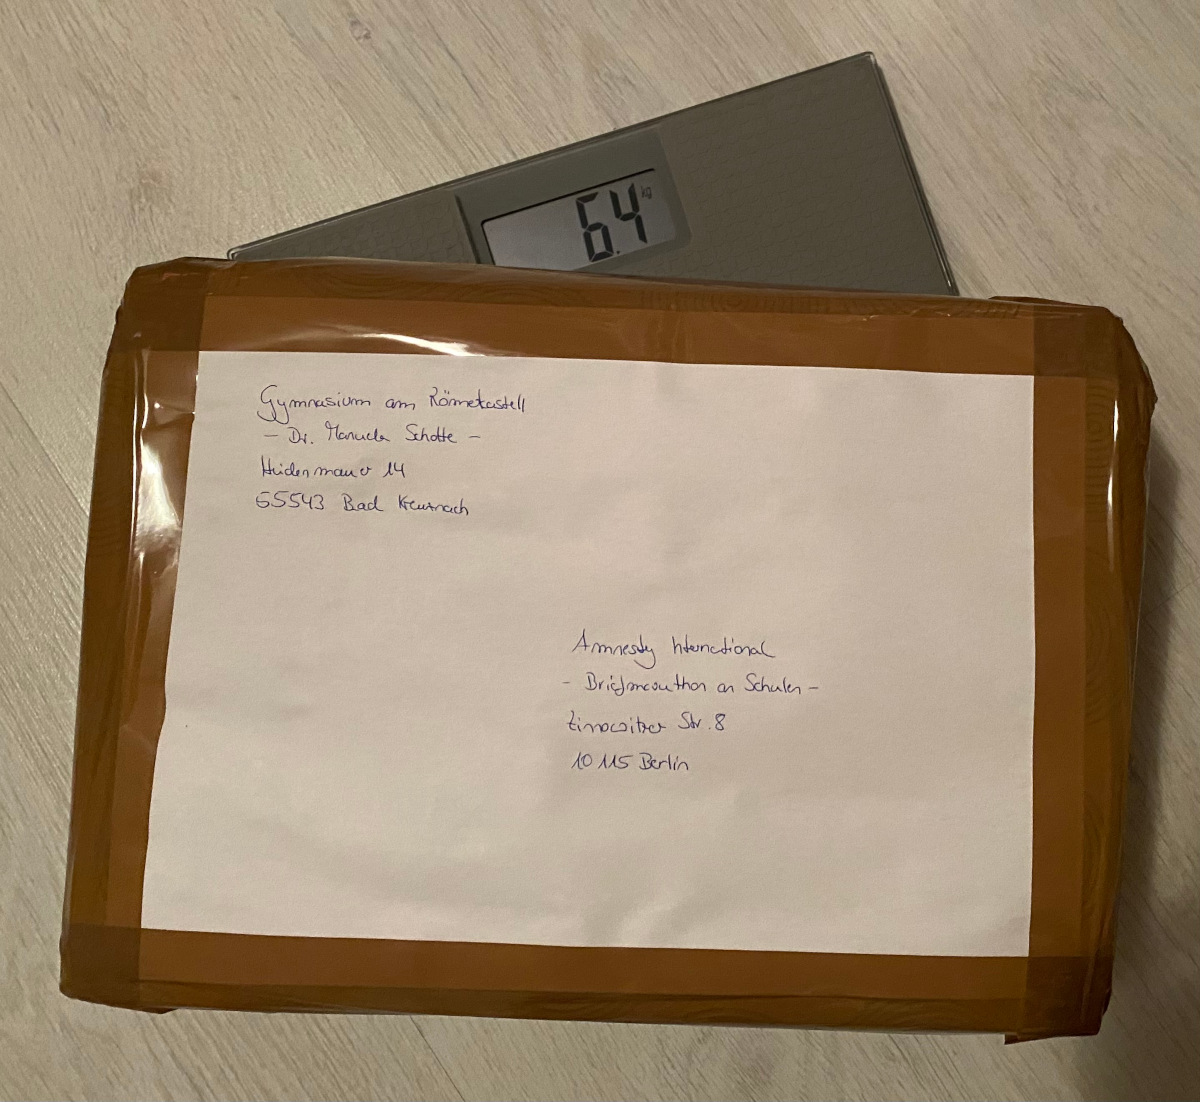 6.4 kg
Gymnasium am Römerkastell
- Dr. Manuela Schotte -
Heidenmauer 14
55543 Bad Kreuznach
Amnesty International
- Briefmarathon an Schulen -
Zinnowitzer Str. 8
10115 Berlin